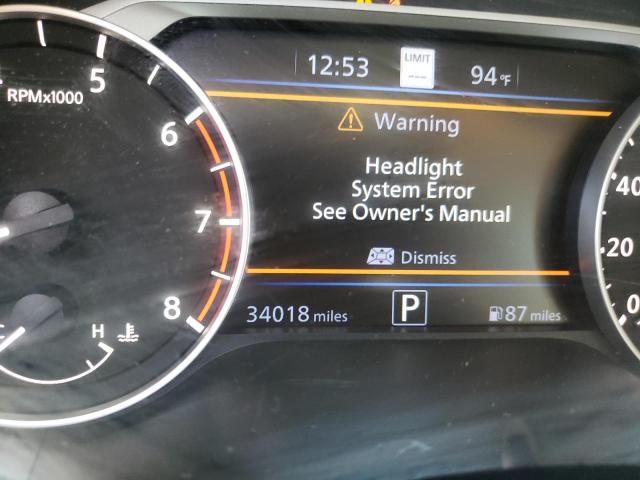 12:53 LIMIT 94°F
5
RPMx1000
6
Warning
Headlight
System Error
See Owner's Manual
Dismiss
7
8
34018 miles P 87 miles
C H
40
20
0